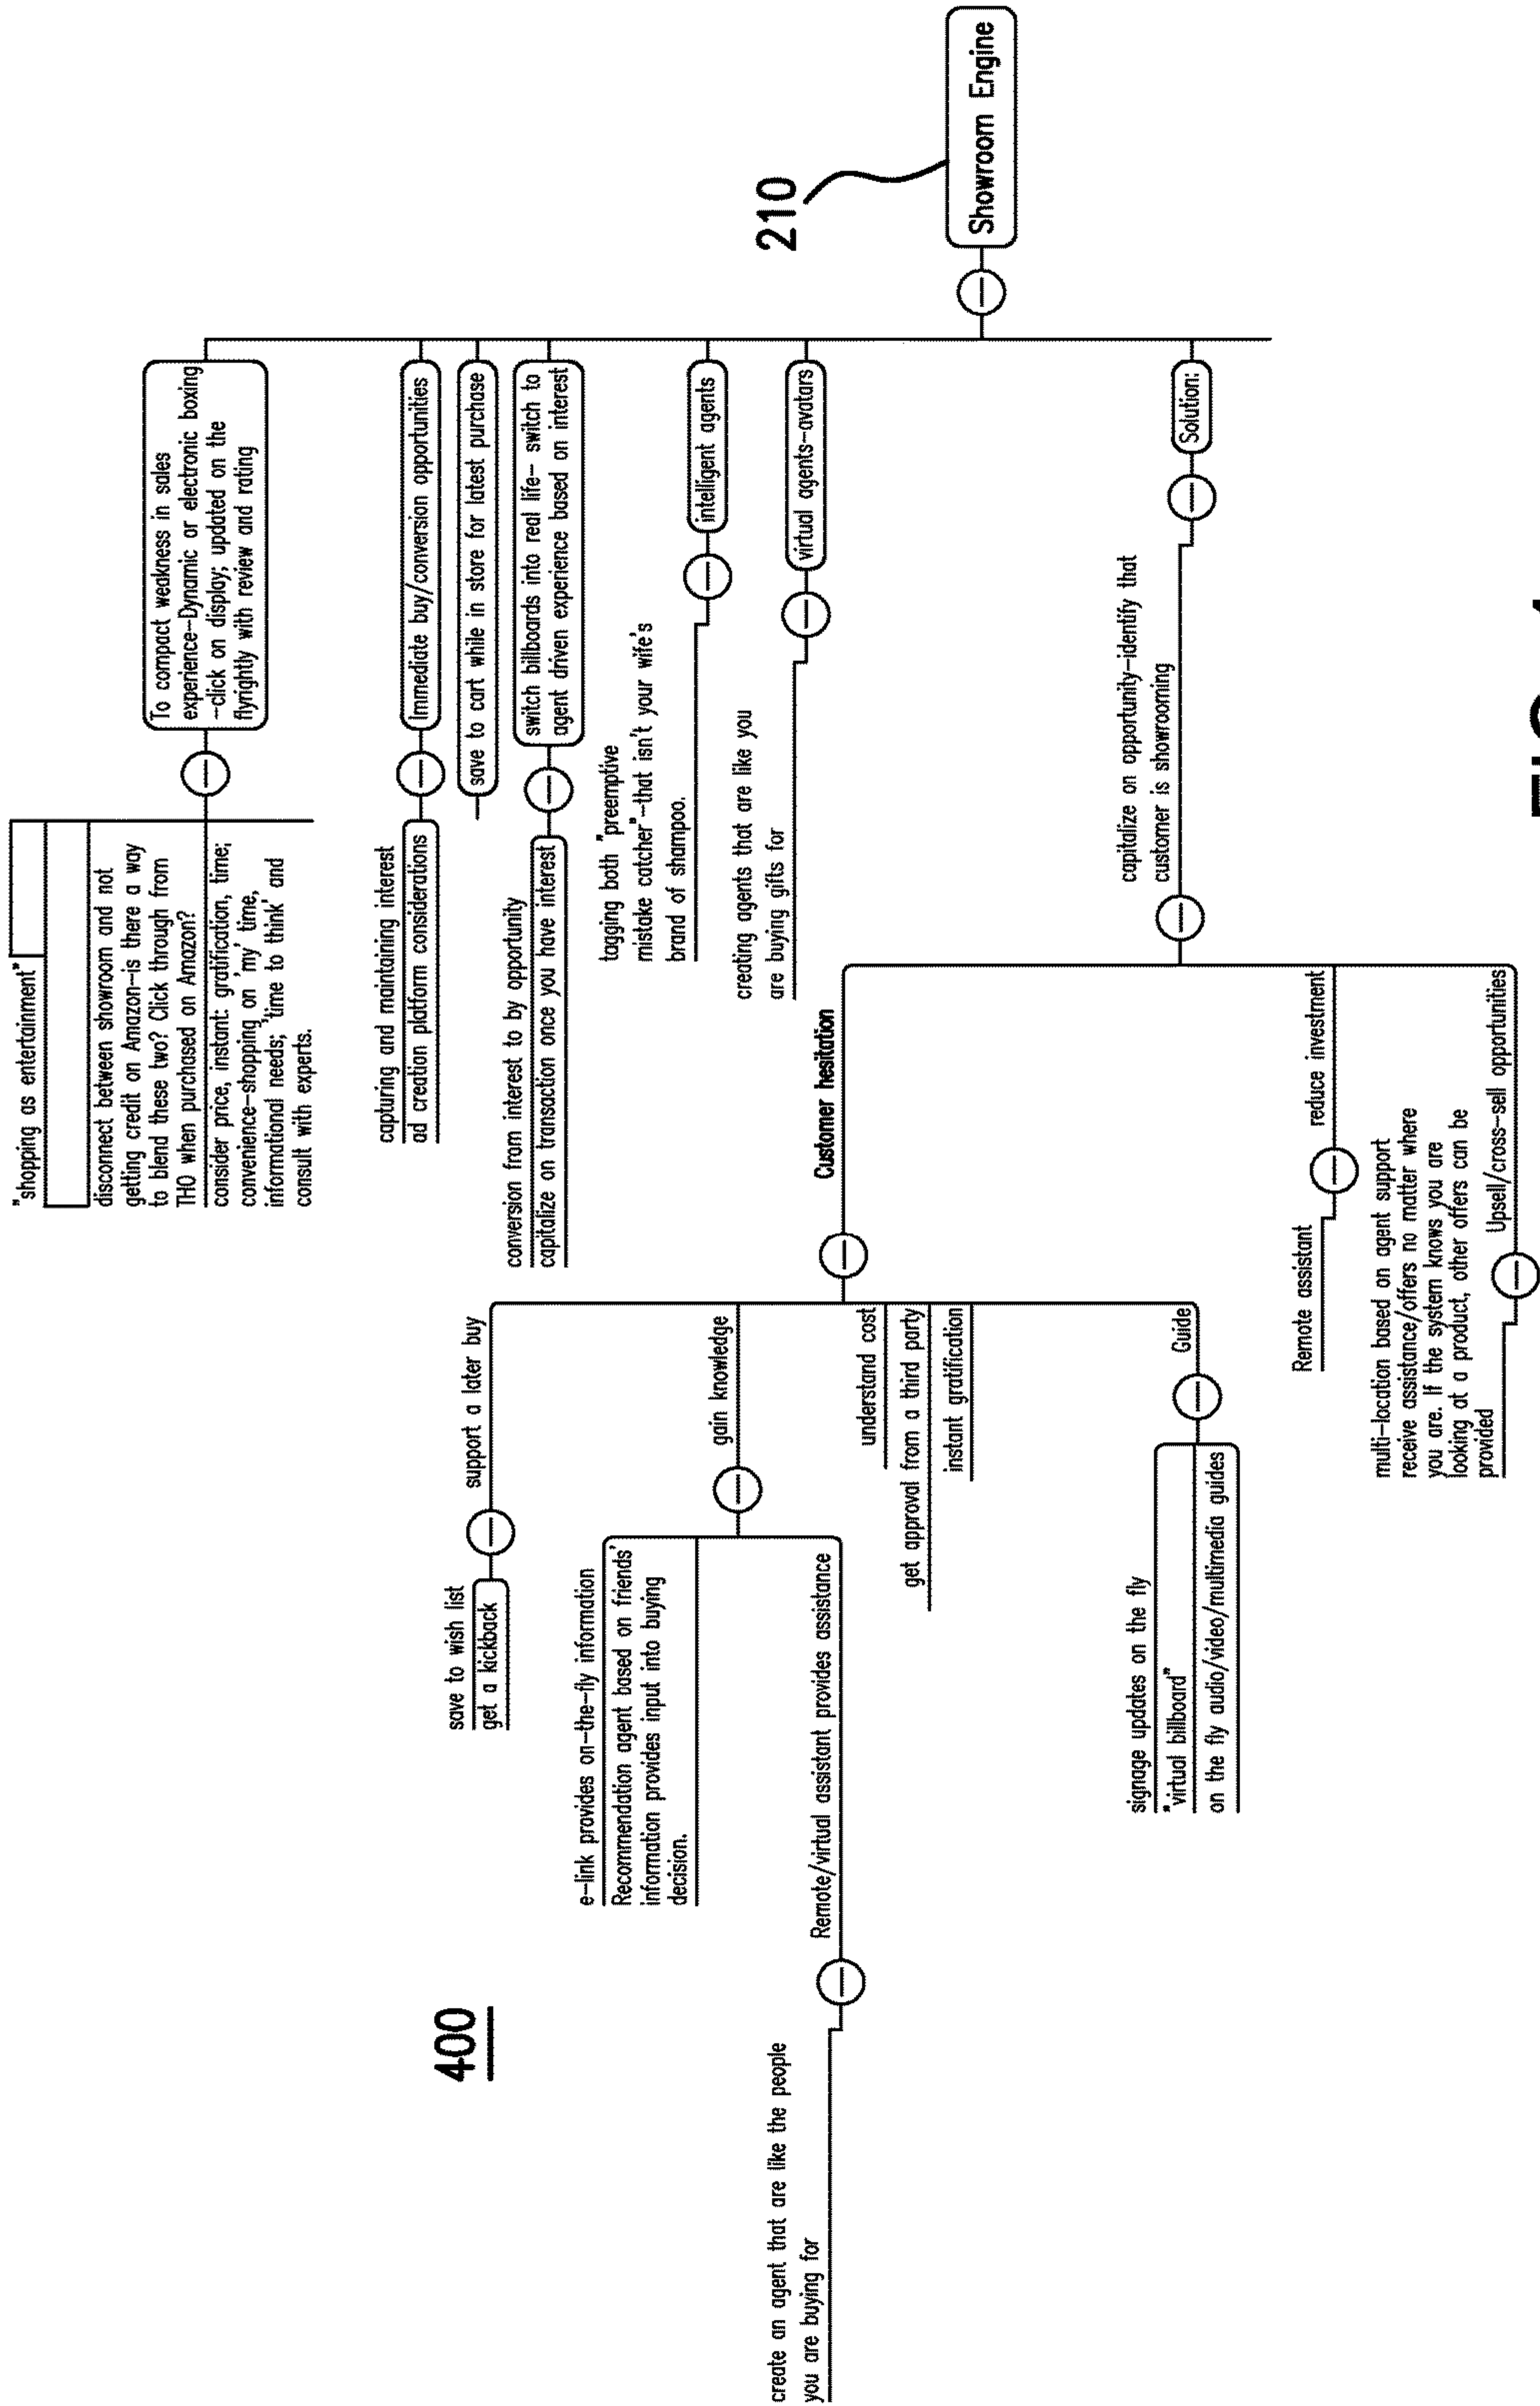 "shopping as entertainment"
disconnect between showroom and not
getting credit on Amazon-is there a way
to blend these two? Click through from
THO when purchased on Amazon?
consider price, instant: gratification, time;
convenience-shopping on 'my' time,
informational needs; 'time to think' and
consult with experts.
To compact weakness in sales
experience-Dynamic or electronic boxing
-click on display; updated on the
flyrightly with review and rating
capturing and maintaining interest
ad creation platform considerations
Immediate buy/conversion opportunities
save to cart while in store for latest purchase
conversion from interest to by opportunity
capitalize on transaction once you have interest
switch billboards into real life- switch to
agent driven experience based on interest
tagging both "preemptive
mistake catcher"-that isn't your wife's
brand of shampoo.
intelligent agents
creating agents that are like you
are buying gifts for
virtual agents-avatars
210
Showroom Engine
400
save to wish list
get a kickback
support a later buy
e-link provides on-the-fly information
Recommendation agent based on friends'
information provides input into buying
decision.
gain knowledge
create an agent that are like the people
you are buying for
Remote/virtual assistant provides assistance
Customer hesitation
understand cost
get approval from a third party
instant gratification
signage updates on the fly
"virtual billboard"
on the fly audio/video/multimedia guides
Guide
capitalize on opportunity-identify that
customer is showrooming
Solution:
Remote assistant
reduce investment
multi-location based on agent support
receive assistance/offers no matter where
you are. If the system knows you are
looking at a product, other offers can be
provided
Upsell/cross-sell opportunities